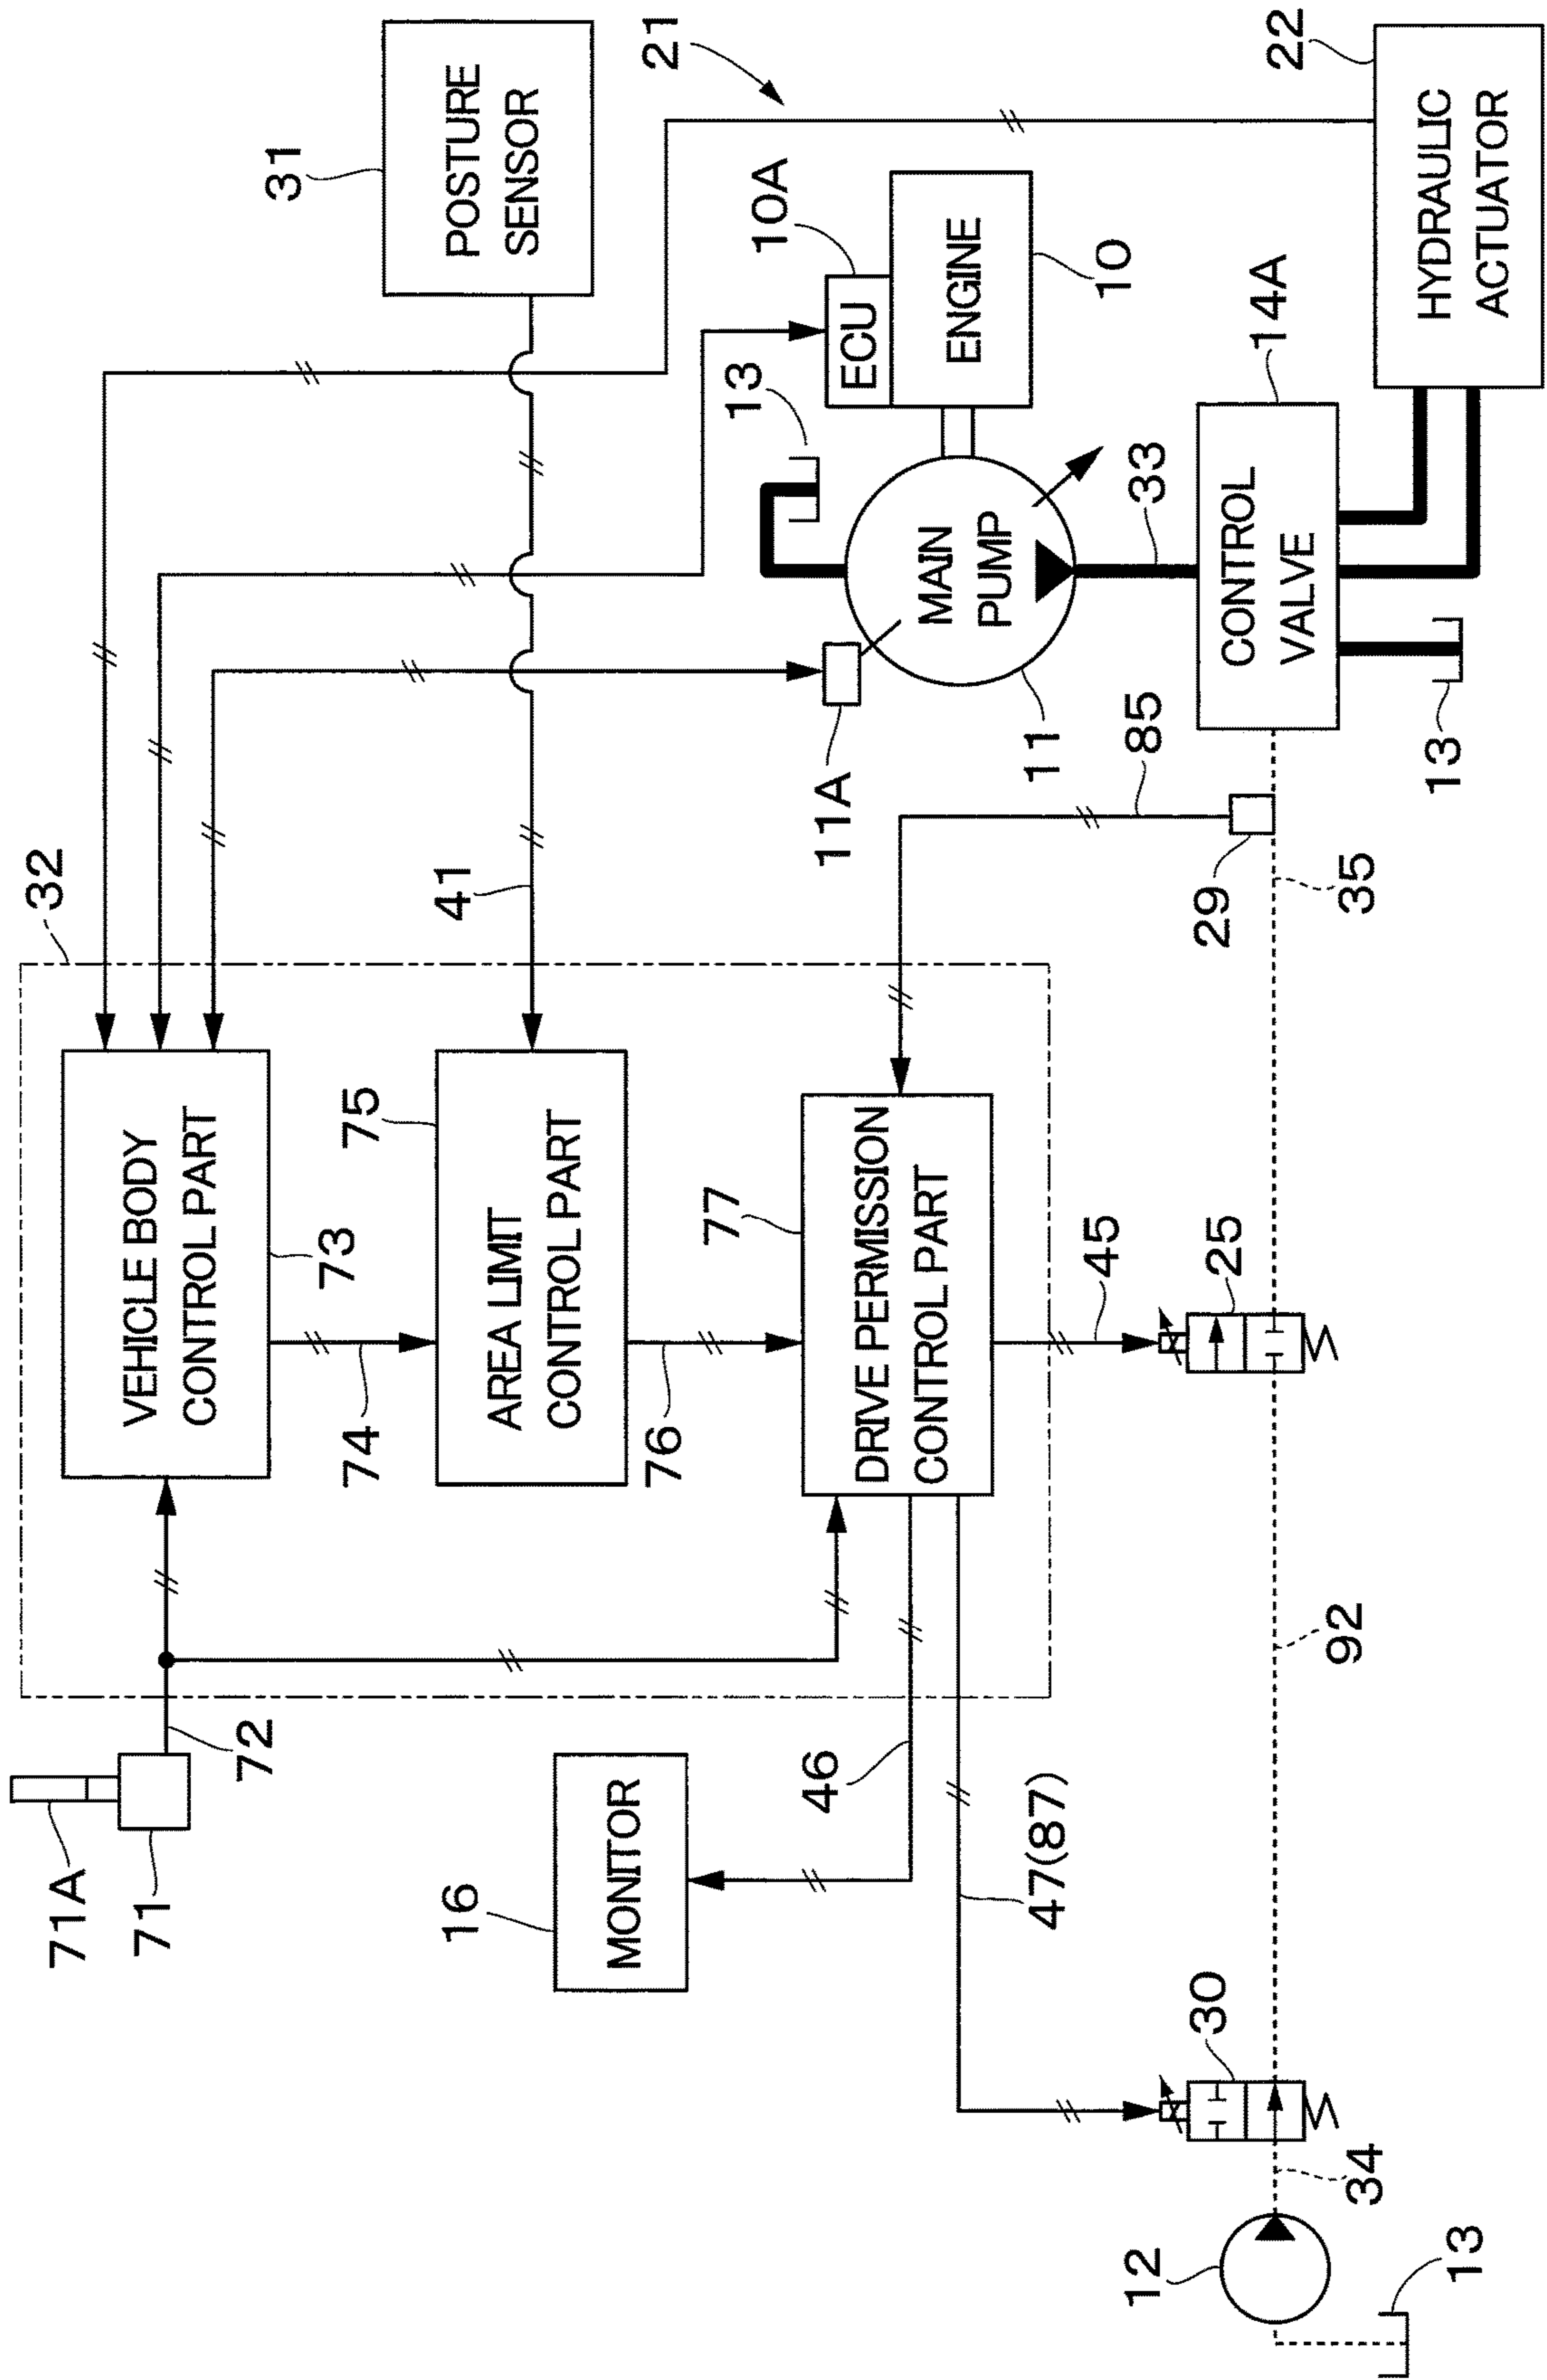 71A
71
72
32
VEHICLE BODY
CONTROL PART
73
74
AREA LIMIT
CONTROL PART
75
76
41
POSTURE
SENSOR
31
21
MONITOR
16
46
47(87)
DRIVE PERMISSION
CONTROL PART
77
45
85
11A
13
ECU
10A
ENGINE
10
MAIN
PUMP
11
33
CONTROL
VALVE
14A
HYDRAULIC
ACTUATOR
22
13
29
35
25
92
30
34
12
13